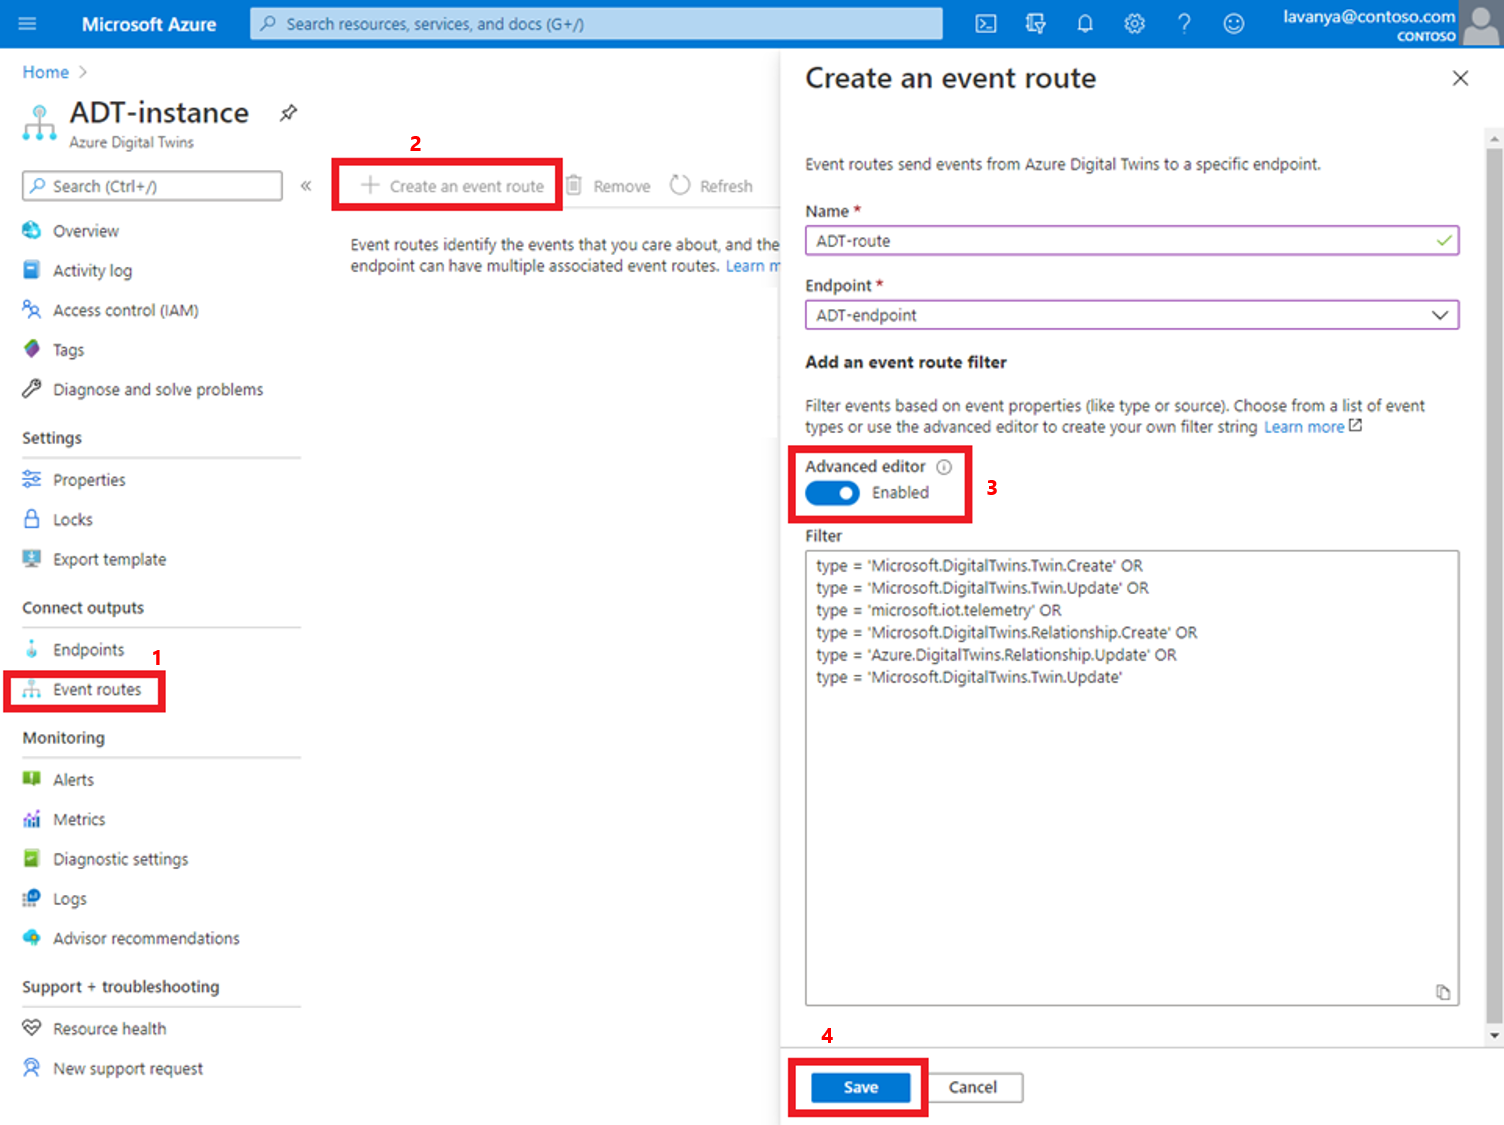 Microsoft Azure
Search resources, services, and docs (G+/)
lavanya@contoso.com
CONTOSO
Home
ADT-instance
Azure Digital Twins
Search (Ctrl+/)
Overview
Activity log
Access control (IAM)
Tags
Diagnose and solve problems
Settings
Properties
Locks
Export template
Connect outputs
Endpoints
1
Event routes
Monitoring
Alerts
Metrics
Diagnostic settings
Logs
Advisor recommendations
Support + troubleshooting
Resource health
New support request
2
Create an event route
Remove
Refresh
Event routes identify the events that you care about, and the
endpoint can have multiple associated event routes. Learn m
Create an event route
Event routes send events from Azure Digital Twins to a specific endpoint.
Name *
ADT-route
Endpoint *
ADT-endpoint
Add an event route filter
Filter events based on event properties (like type or source). Choose from a list of event
types or use the advanced editor to create your own filter string Learn more
Advanced editor
Enabled
3
Filter
type = 'Microsoft.DigitalTwins.Twin.Create' OR
type = 'Microsoft.DigitalTwins.Twin.Update' OR
type = 'microsoft.iot.telemetry' OR
type = 'Microsoft.DigitalTwins.Relationship.Create' OR
type = 'Azure.DigitalTwins.Relationship.Update' OR
type = 'Microsoft.DigitalTwins.Twin.Update'
4
Save
Cancel